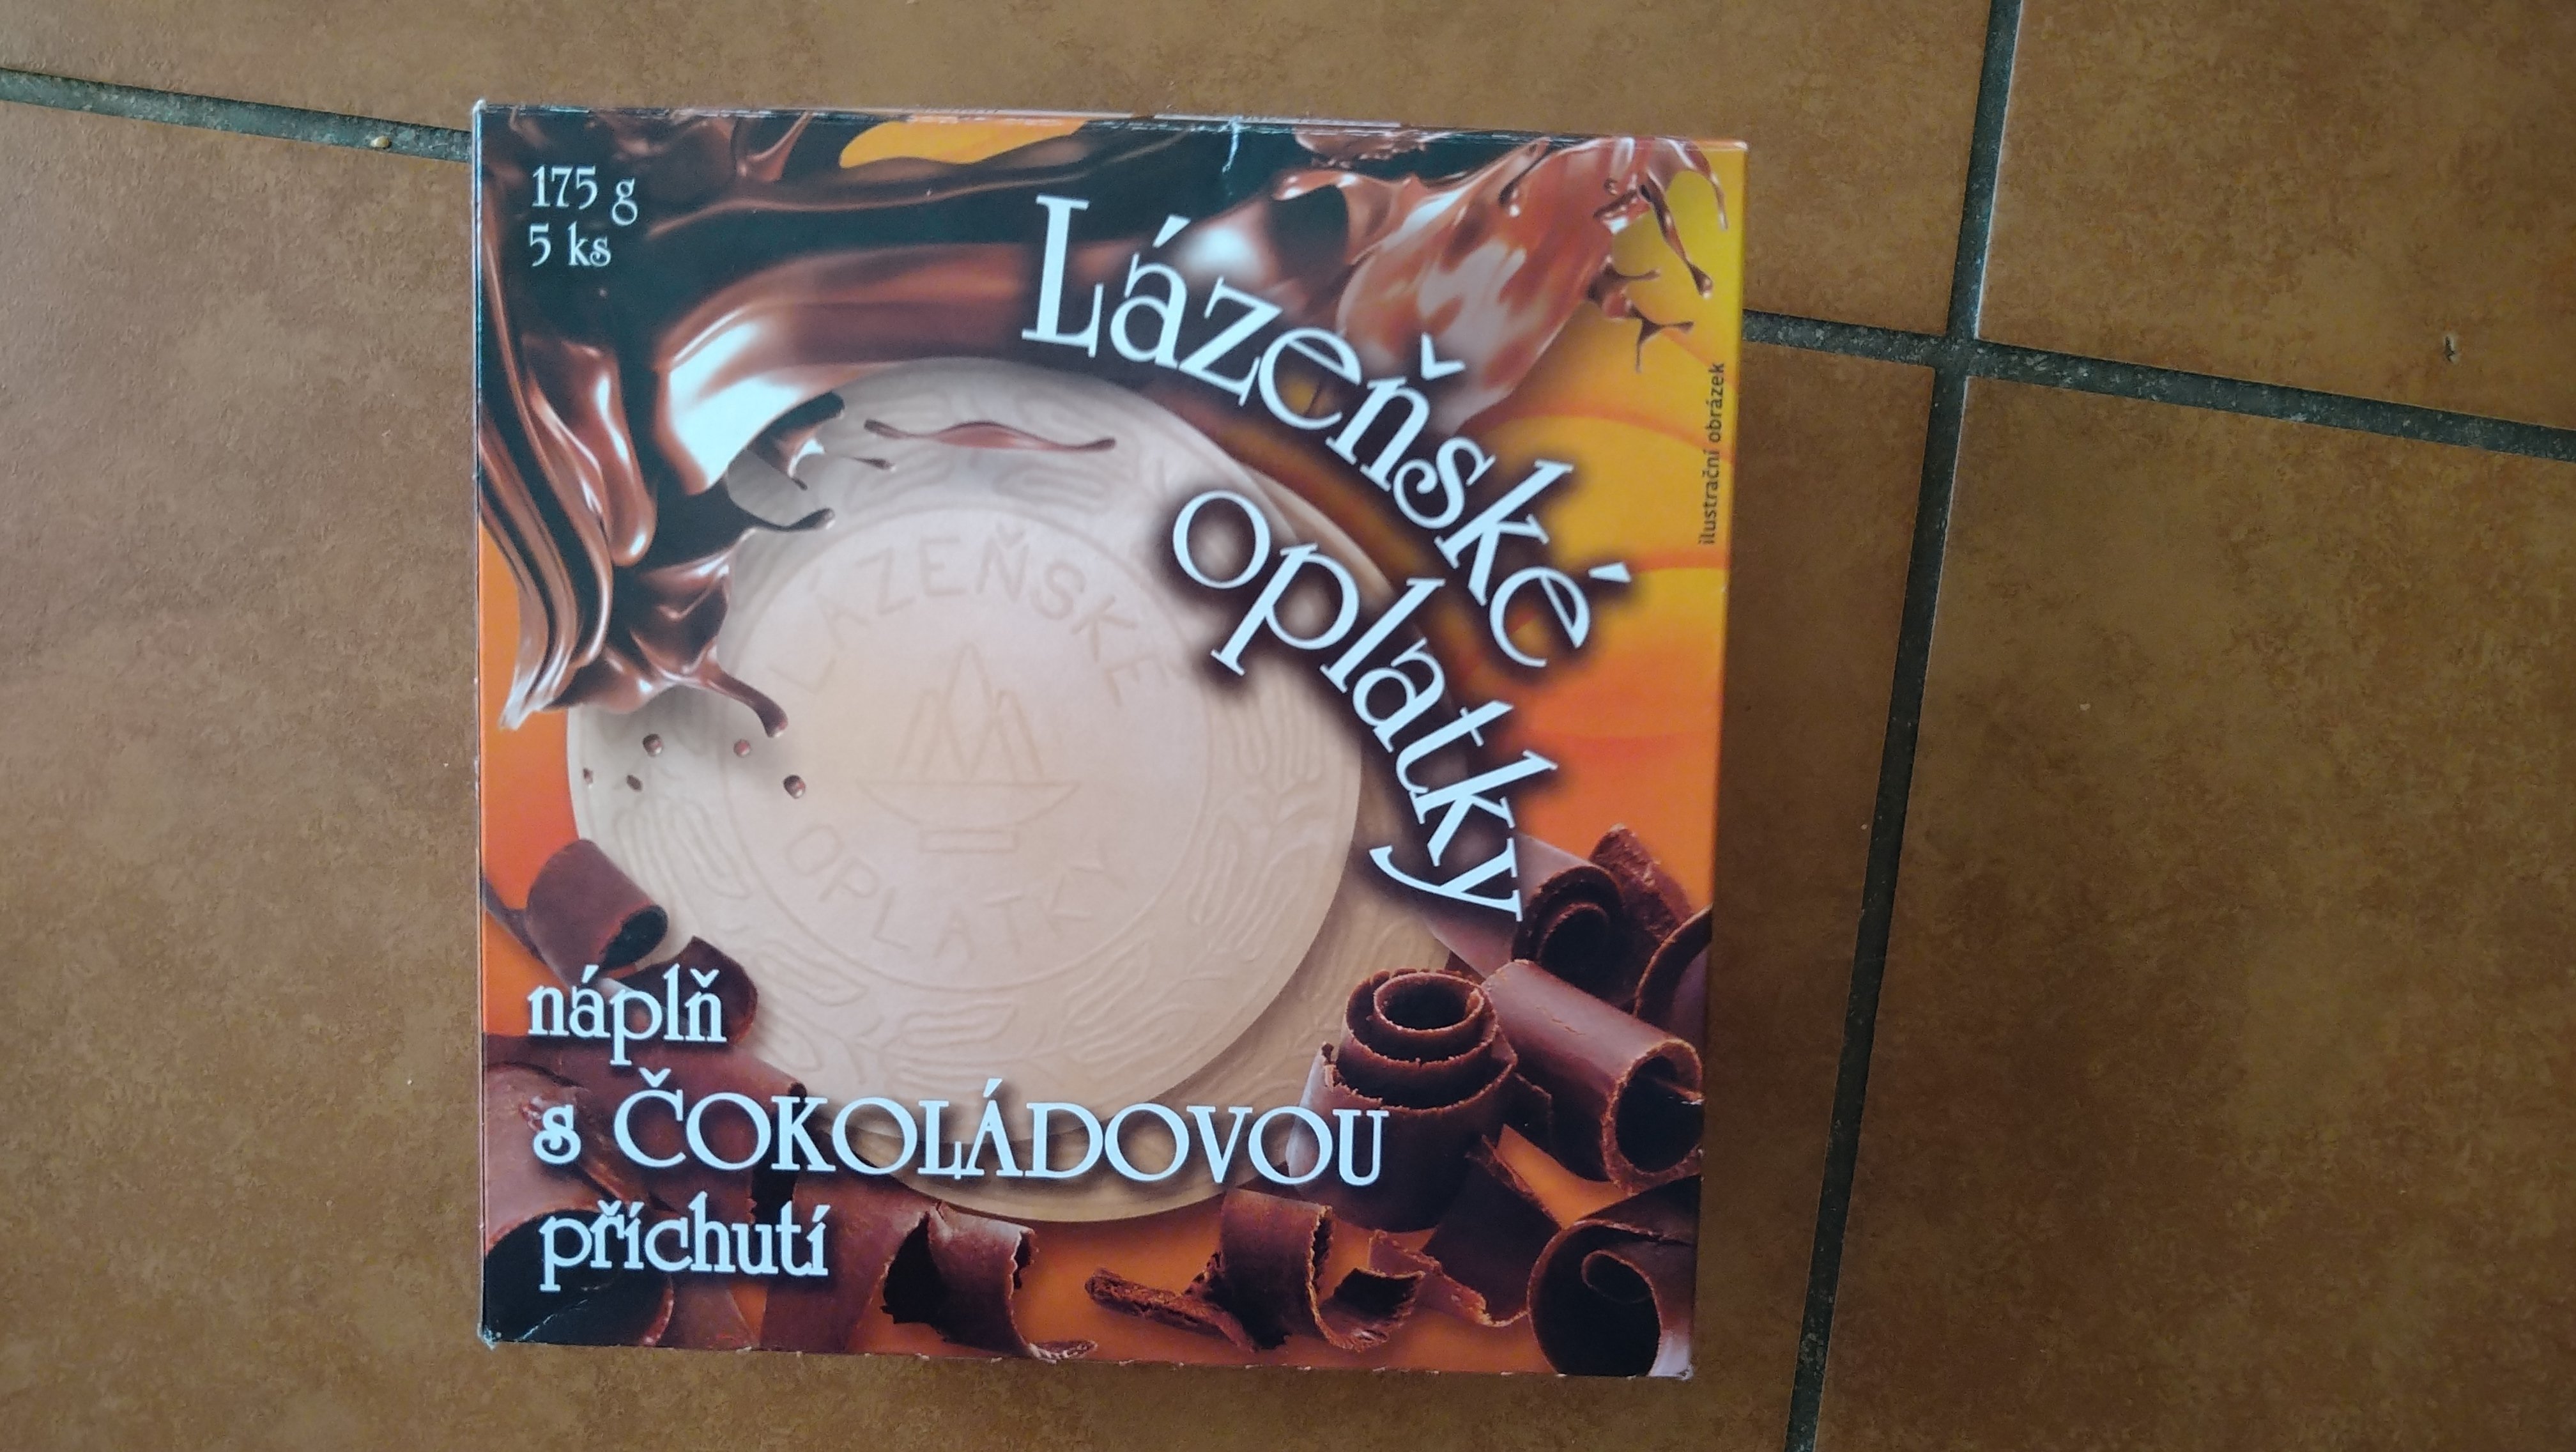 175 g
5 ks
Lázeňské
oplatky
ilustrační obrázek
LÁZEŇSKÉ
OPLATKY
náplň
s ČOKOLÁDOVOU
příchutí